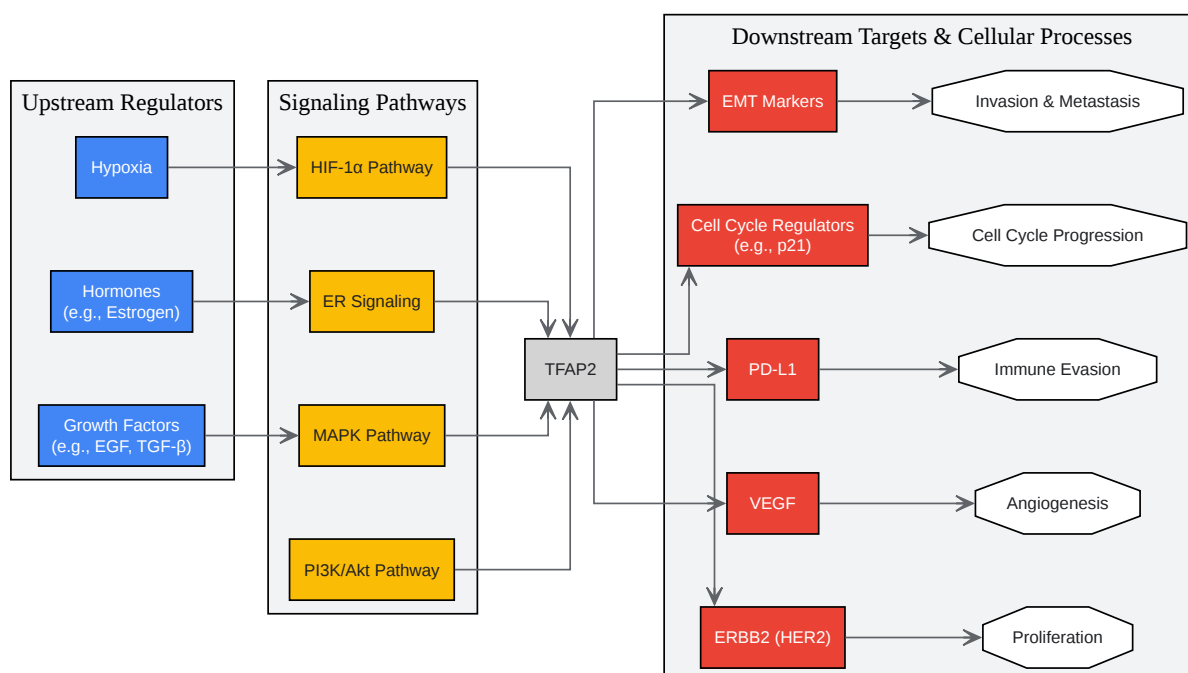 Upstream Regulators
Hypoxia
Hormones
(e.g., Estrogen)
Growth Factors
(e.g., EGF, TGF-β)
Signaling Pathways
HIF-1α Pathway
ER Signaling
MAPK Pathway
PI3K/Akt Pathway
TFAP2
Downstream Targets & Cellular Processes
EMT Markers
Invasion & Metastasis
Cell Cycle Regulators
(e.g., p21)
Cell Cycle Progression
PD-L1
Immune Evasion
VEGF
Angiogenesis
ERBB2 (HER2)
Proliferation